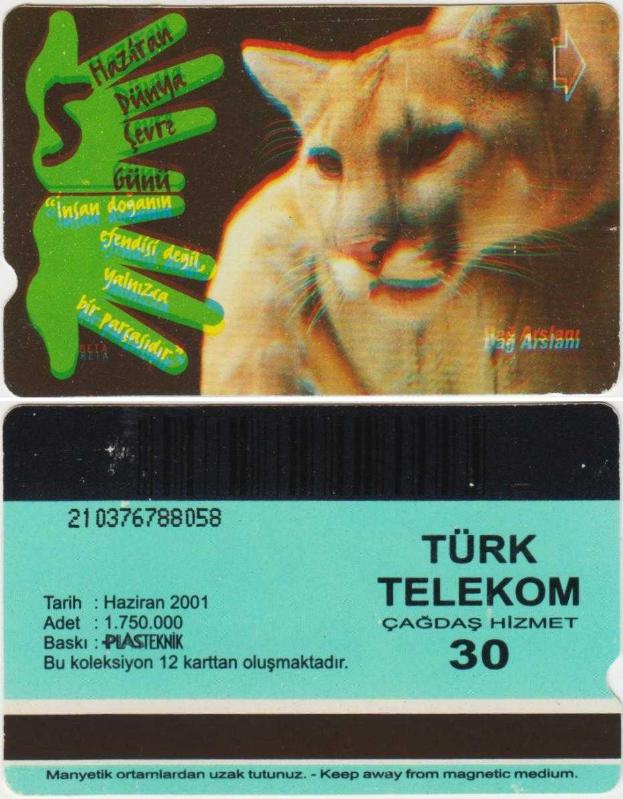 5 Haziran
Dünya
Çevre
Günü
"İnsan doğanın
efendisi değil,
yalnızca
bir parçasıdır"
BETA
Dağ Arslanı
210376788058
TÜRK
TELEKOM
ÇAĞDAŞ HİZMET
30
Tarih : Haziran 2001
Adet : 1.750.000
Baskı : PLASTEKNİK
Bu koleksiyon 12 karttan oluşmaktadır.
Manyetik ortamlardan uzak tutunuz. - Keep away from magnetic medium.